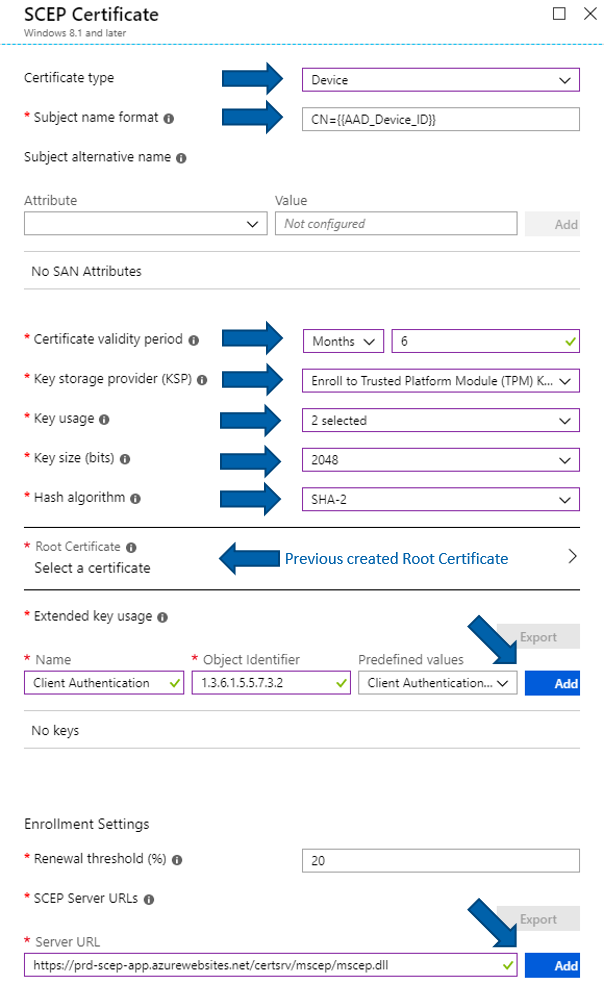 SCEP Certificate
Windows 8.1 and later
Certificate type
Device
* Subject name format
CN={{AAD_Device_ID}}
Subject alternative name
Attribute Value
Not configured Add
No SAN Attributes
* Certificate validity period
Months 6
* Key storage provider (KSP)
Enroll to Trusted Platform Module (TPM) K...
* Key usage
2 selected
* Key size (bits)
2048
* Hash algorithm
SHA-2
* Root Certificate
Select a certificate
Previous created Root Certificate
* Extended key usage
Export
* Name * Object Identifier Predefined values
Client Authentication 1.3.6.1.5.5.7.3.2 Client Authentication... Add
No keys
Enrollment Settings
* Renewal threshold (%)
20
* SCEP Server URLs
Export
* Server URL
https://prd-scep-app.azurewebsites.net/certsrv/mscep/mscep.dll Add